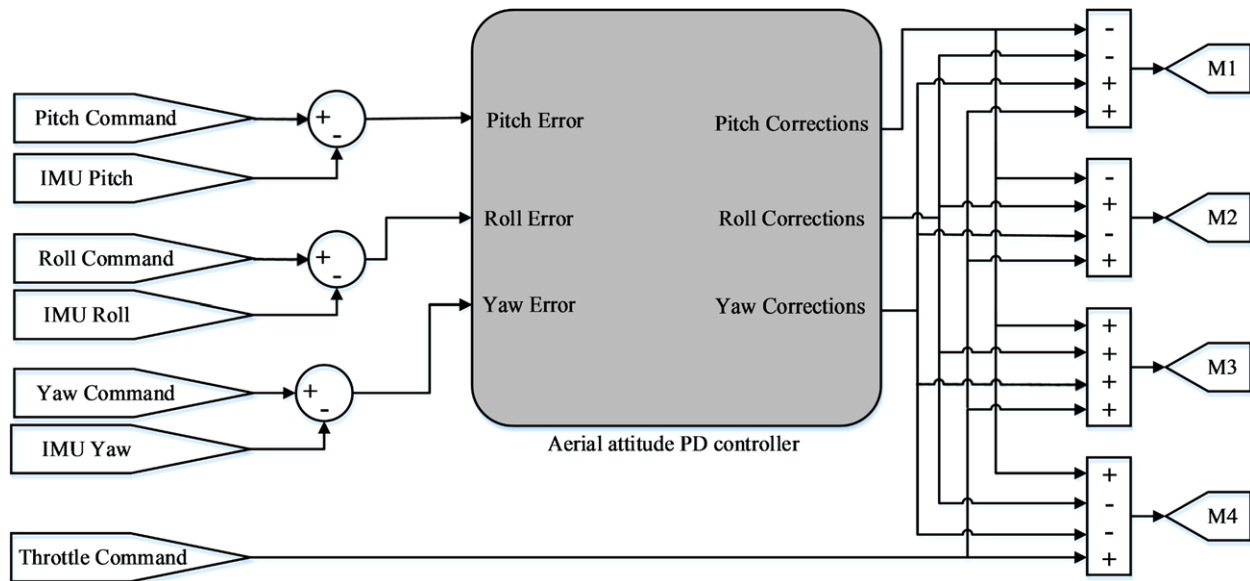 Pitch Command
IMU Pitch
Roll Command
IMU Roll
Yaw Command
IMU Yaw
Throttle Command
+
-
+
-
+
-
Pitch Error
Roll Error
Yaw Error
Pitch Corrections
Roll Corrections
Yaw Corrections
Aerial attitude PD controller
-
-
+
+
M1
-
+
-
+
M2
+
+
+
+
M3
+
-
-
+
M4